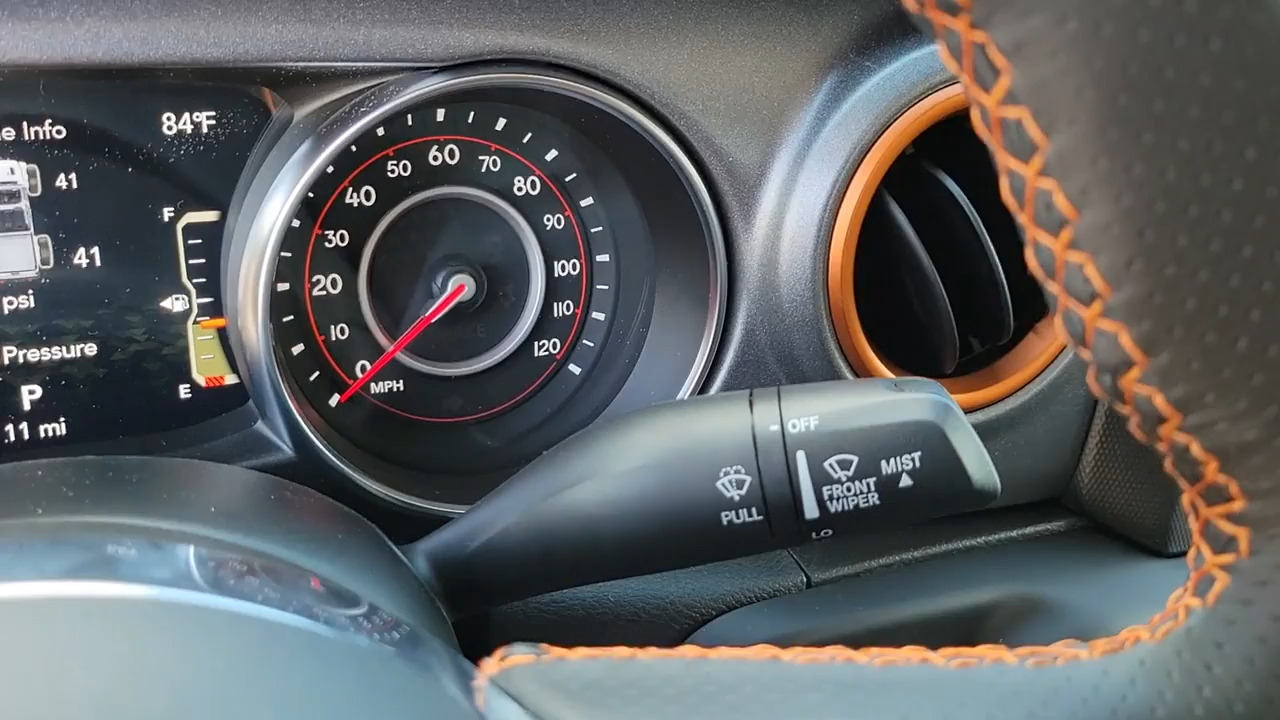 e Info
84°F
41
F
41
psi
Pressure
E
P
11 mi
0
10
20
30
40
50
60
70
80
90
100
110
120
MPH
PULL
OFF
FRONT
WIPER
MIST
LO